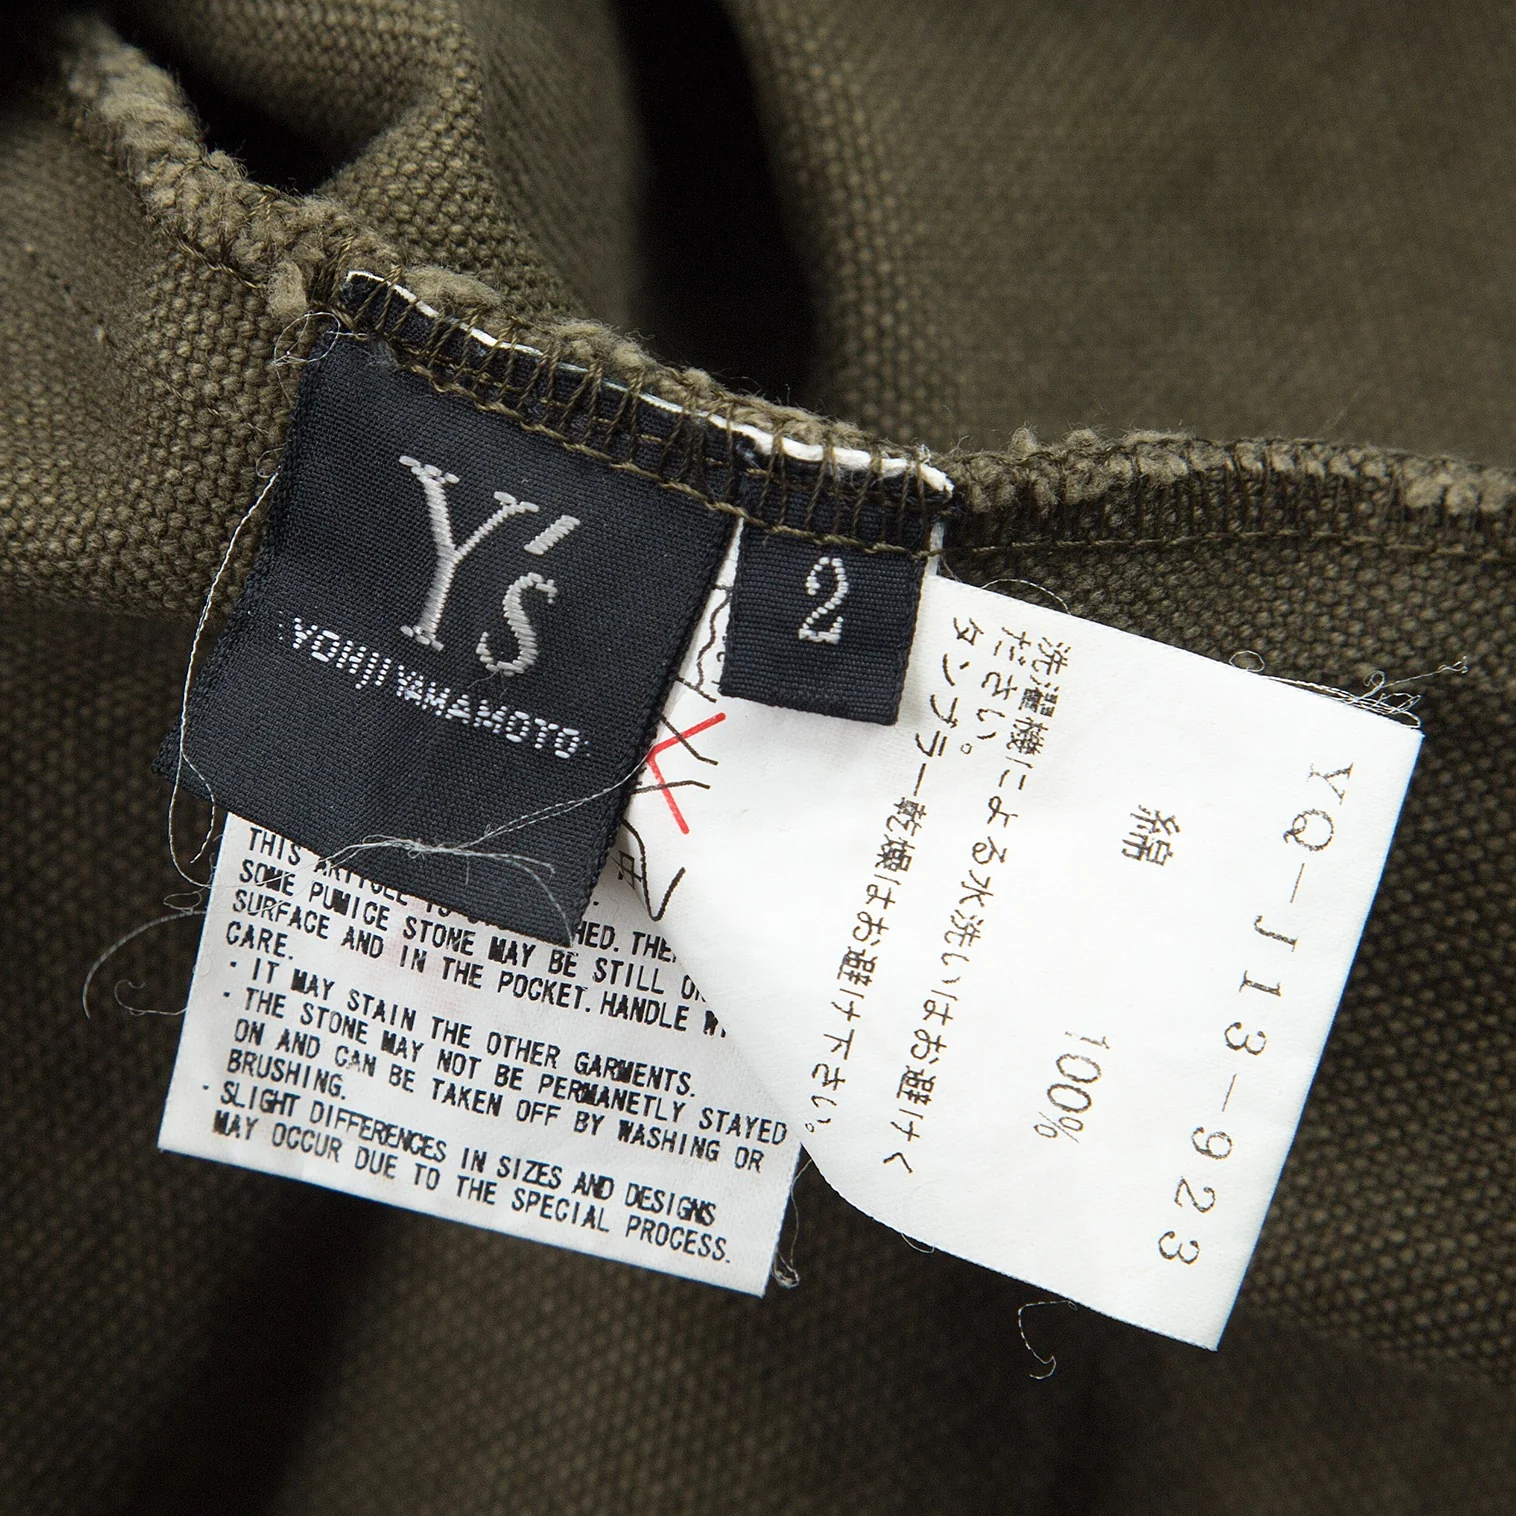 Y's
YOHJI YAMAMOTO
2
THIS ARTICLE IS
SOME PUMICE STONE MAY BE STILL
SURFACE AND IN THE POCKET. HANDLE
CARE.
・IT MAY STAIN THE OTHER GARMENTS.
・THE STONE MAY NOT BE PERMANETLY STAYED
ON AND CAN BE TAKEN OFF BY WASHING OR
BRUSHING.
・SLIGHT DIFFERENCES IN SIZES AND DESIGNS
MAY OCCUR DUE TO THE SPECIAL PROCESS.
YQ-J13-923
綿 100%
洗濯機による水洗いはお避けく
ださい。
タンブラー乾燥はお避け下さい。